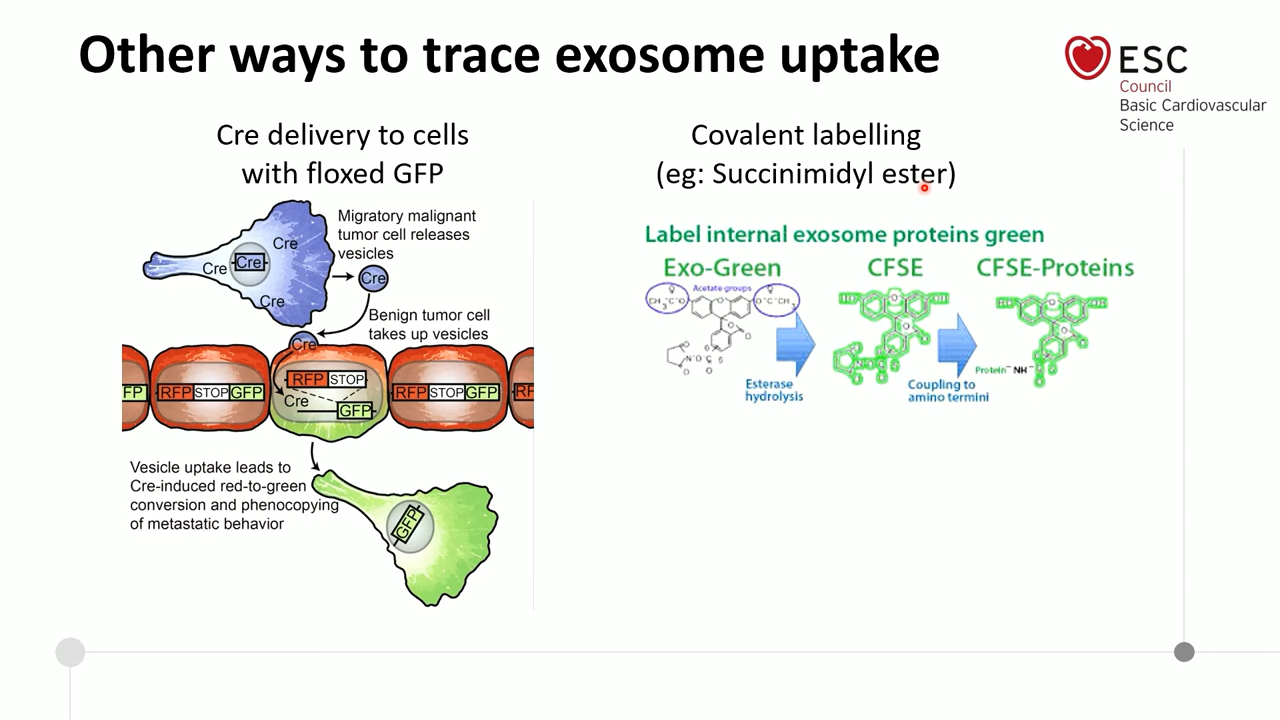 Other ways to trace exosome uptake
ESC
Council
Basic Cardiovascular
Science
Cre delivery to cells
with floxed GFP
Migratory malignant
tumor cell releases
vesicles
Cre
Cre
Cre
Cre
Cre
Benign tumor cell
takes up vesicles
Cre
RFP STOP
FP
RFP STOP GFP
Cre
GFP
RFP STOP GFP
RF
Vesicle uptake leads to
Cre-induced red-to-green
conversion and phenocopying
of metastatic behavior
GFP
Covalent labelling
(eg: Succinimidyl ester)
Label internal exosome proteins green
Exo-Green
CFSE
CFSE-Proteins
Acetate groups
Esterase
hydrolysis
Coupling to
amino termini
Protein NH